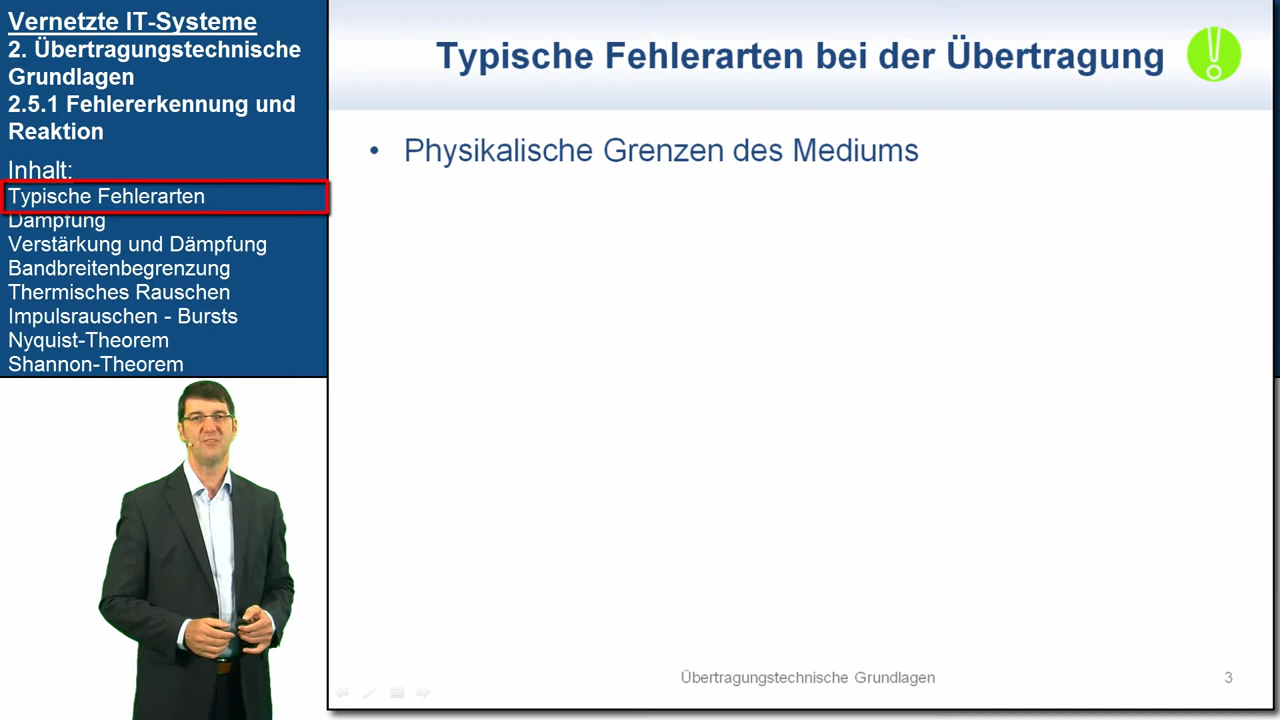 Vernetzte IT-Systeme
2. Übertragungstechnische
Grundlagen
2.5.1 Fehlererkennung und
Reaktion
Inhalt:
Typische Fehlerarten
Dämpfung
Verstärkung und Dämpfung
Bandbreitenbegrenzung
Thermisches Rauschen
Impulsrauschen - Bursts
Nyquist-Theorem
Shannon-Theorem
Typische Fehlerarten bei der Übertragung
• Physikalische Grenzen des Mediums
Übertragungstechnische Grundlagen
3